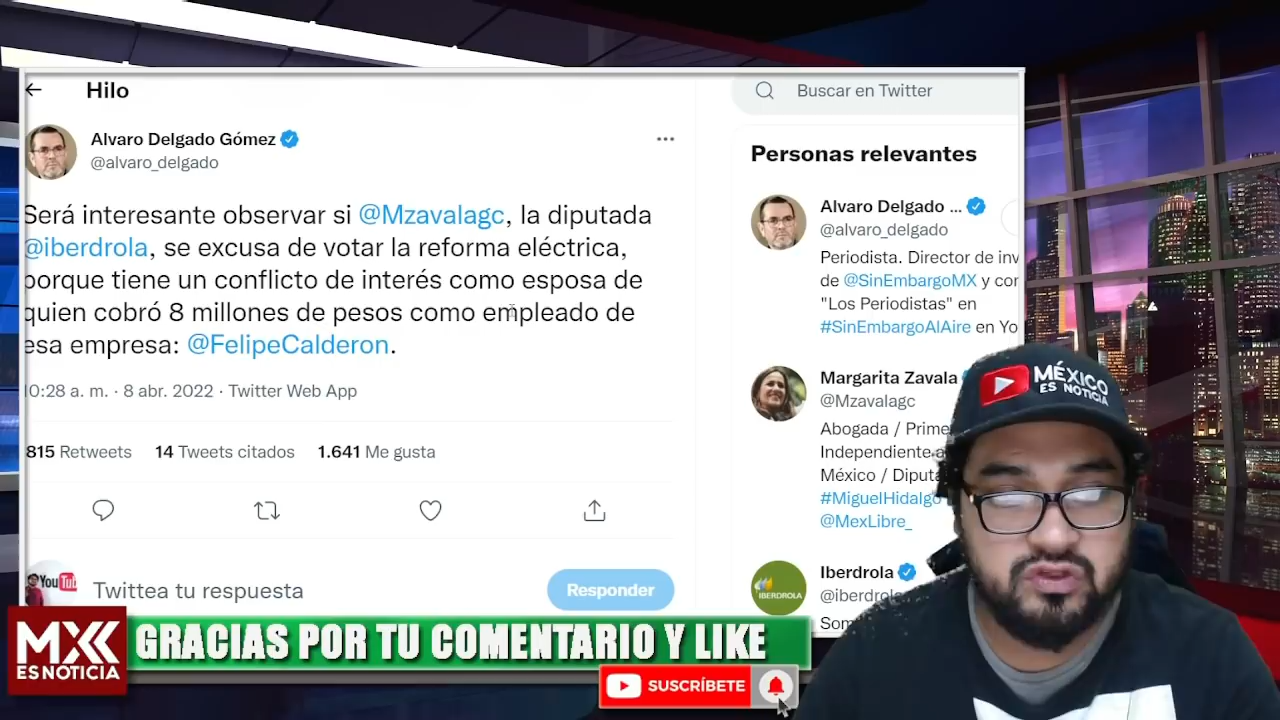 Hilo
Buscar en Twitter
Alvaro Delgado Gómez
@alvaro_delgado
Será interesante observar si @Mzavalagc, la diputada
@iberdrola, se excusa de votar la reforma eléctrica,
porque tiene un conflicto de interés como esposa de
quien cobró 8 millones de pesos como empleado de
esa empresa: @FelipeCalderon.
10:28 a. m. · 8 abr. 2022 · Twitter Web App
815 Retweets 14 Tweets citados 1.641 Me gusta
YouTub
Twittea tu respuesta
Responder
Personas relevantes
Alvaro Delgado ...
@alvaro_delgado
Periodista. Director de inv
de @SinEmbargoMX y con
"Los Periodistas" en
#SinEmbargoAlAire en Yo
Margarita Zavala
@Mzavalagc
Abogada / Prime
Independiente a
México / Diputa
#MiguelHidalgo
@MexLibre_
IBERDROLA
Iberdrola
@iberdrola
Som
MÉXICO
ES NOTICIA
MX
ES NOTICIA
GRACIAS POR TU COMENTARIO Y LIKE
SUSCRÍBETE